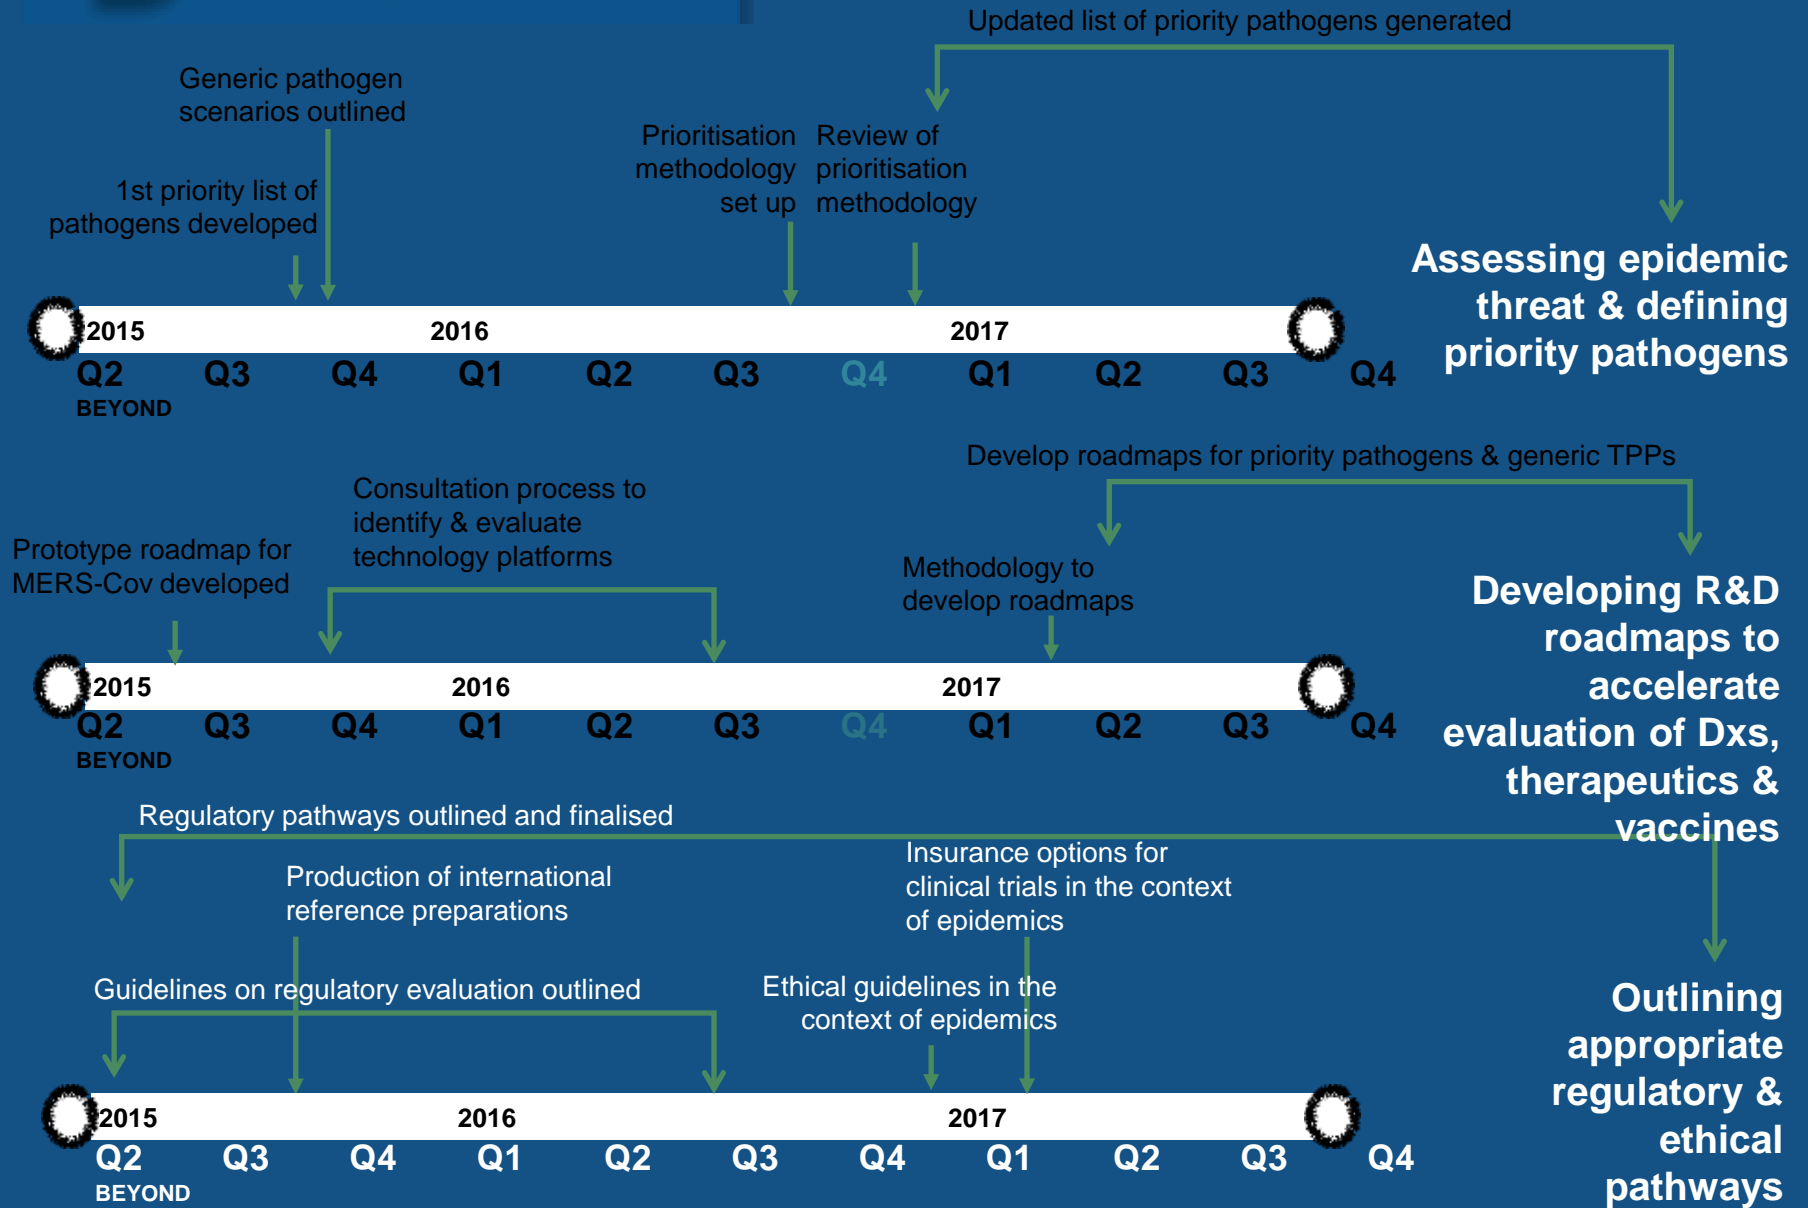 Updated list of priority pathogens generated
Generic pathogen
scenarios outlined
1st priority list of
pathogens developed
Prioritisation
methodology
set up
Review of
prioritisation
methodology
Assessing epidemic
threat & defining
priority pathogens
2015 2016 2017
Q2 Q3 Q4 Q1 Q2 Q3 Q4 Q1 Q2 Q3 Q4
BEYOND
Develop roadmaps for priority pathogens & generic TPPs
Consultation process to
identify & evaluate
technology platforms
Prototype roadmap for
MERS-Cov developed
Methodology to
develop roadmaps
Developing R&D
roadmaps to
accelerate
evaluation of Dxs,
therapeutics &
vaccines
2015 2016 2017
Q2 Q3 Q4 Q1 Q2 Q3 Q4 Q1 Q2 Q3 Q4
BEYOND
Regulatory pathways outlined and finalised
Production of international
reference preparations
Insurance options for
clinical trials in the context
of epidemics
Guidelines on regulatory evaluation outlined
Ethical guidelines in the
context of epidemics
Outlining
appropriate
regulatory &
ethical
pathways
2015 2016 2017
Q2 Q3 Q4 Q1 Q2 Q3 Q4 Q1 Q2 Q3 Q4
BEYOND